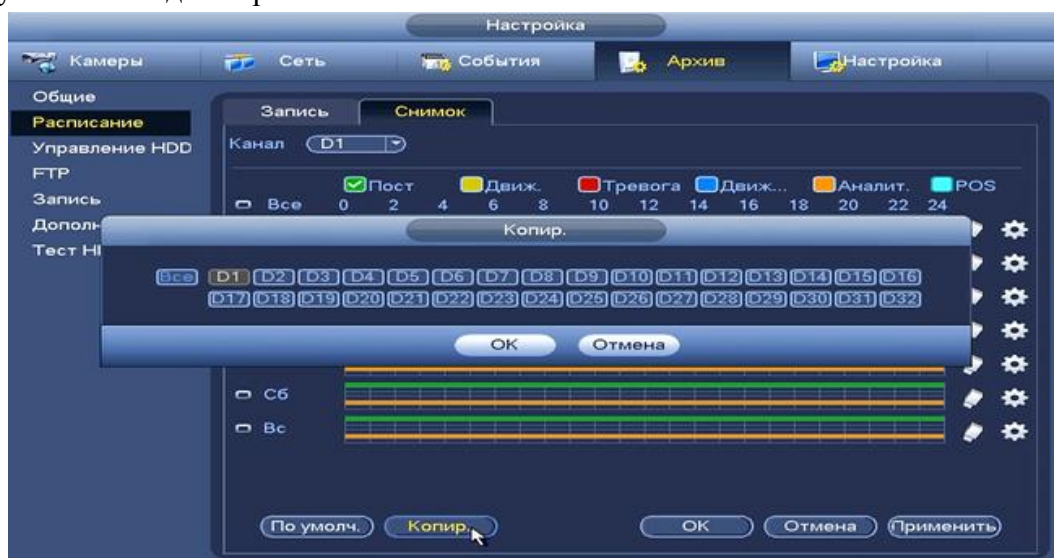 Настройка
Камеры Сеть События Архив Настройка
Общие
Расписание
Управление HDD
FTP
Запись
Запись Снимок
Канал D1
Пост Движ. Тревога Движ... Аналит. POS
Все 0 2 4 6 8 10 12 14 16 18 20 22 24
Копир.
Все D1 D2 D3 D4 D5 D6 D7 D8 D9 D10 D11 D12 D13 D14 D15 D16
D17 D18 D19 D20 D21 D22 D23 D24 D25 D26 D27 D28 D29 D30 D31 D32
OK Отмена
Сб
Вс
По умолч. Копир. OK Отмена Применить